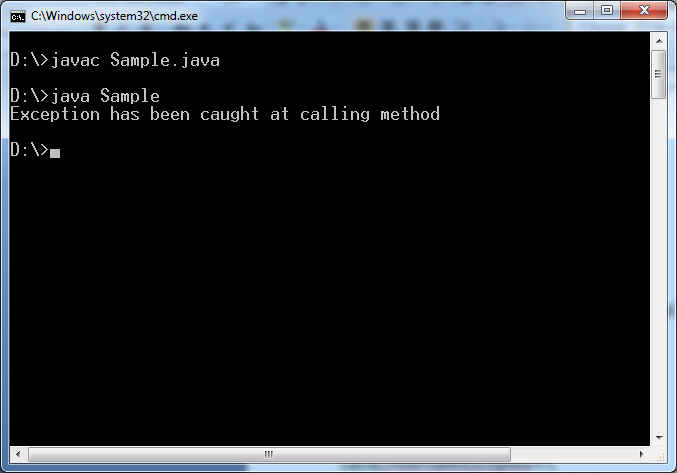 C:\Windows\system32\cmd.exe
D:\>javac Sample.java
D:\>java Sample
Exception has been caught at calling method
D:\>